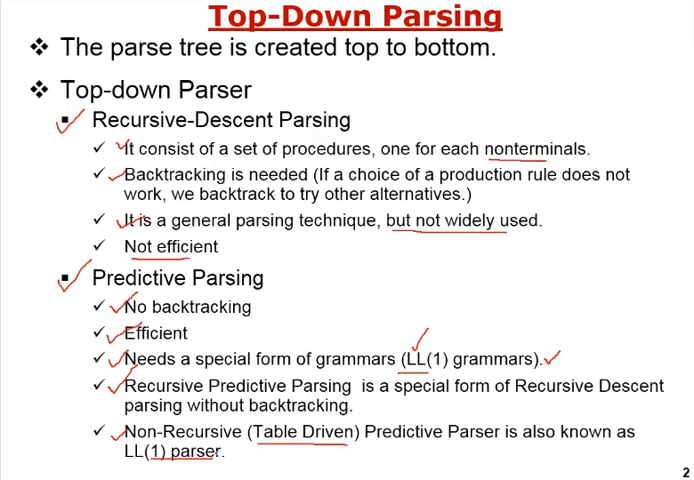 Top-Down Parsing
❖ The parse tree is created top to bottom.
❖ Top-down Parser
▪ Recursive-Descent Parsing
✓ It consist of a set of procedures, one for each nonterminals.
✓ Backtracking is needed (If a choice of a production rule does not
work, we backtrack to try other alternatives.)
✓ It is a general parsing technique, but not widely used.
✓ Not efficient
▪ Predictive Parsing
✓ No backtracking
✓ Efficient
✓ Needs a special form of grammars (LL(1) grammars).
✓ Recursive Predictive Parsing is a special form of Recursive Descent
parsing without backtracking.
✓ Non-Recursive (Table Driven) Predictive Parser is also known as
LL(1) parser.
2